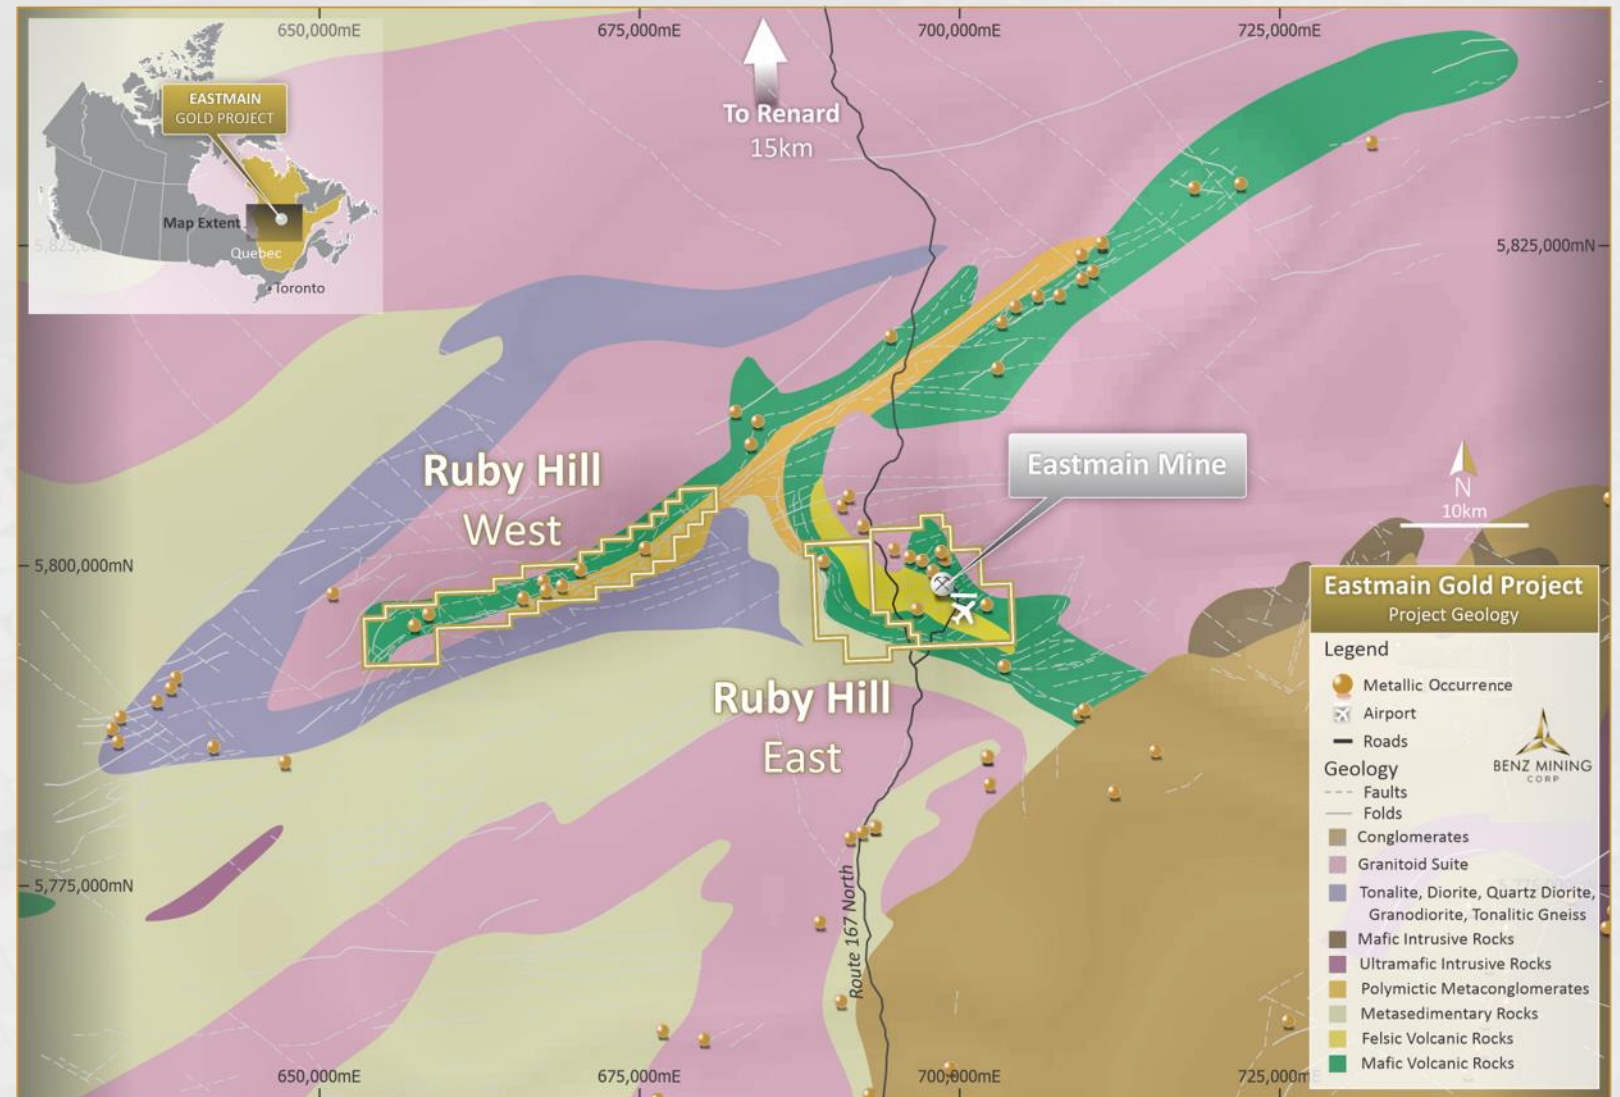 650,000mE
675,000mE
700,000mE
725,000mE
EASTMAIN
GOLD PROJECT
Map Extent
Quebec
Toronto
To Renard
15km
5,825,000mN
Ruby Hill
West
Eastmain Mine
N
10km
5,800,000mN
Ruby Hill
East
Eastmain Gold Project
Project Geology
Legend
Metallic Occurrence
Airport
Roads
Geology
Faults
Folds
Conglomerates
Granitoid Suite
Tonalite, Diorite, Quartz Diorite,
Granodiorite, Tonalitic Gneiss
Mafic Intrusive Rocks
Ultramafic Intrusive Rocks
Polymictic Metaconglomerates
Metasedimentary Rocks
Felsic Volcanic Rocks
Mafic Volcanic Rocks
BENZ MINING
CORP
5,775,000mN
Route 167 North
650,000mE
675,000mE
700,000mE
725,000mE